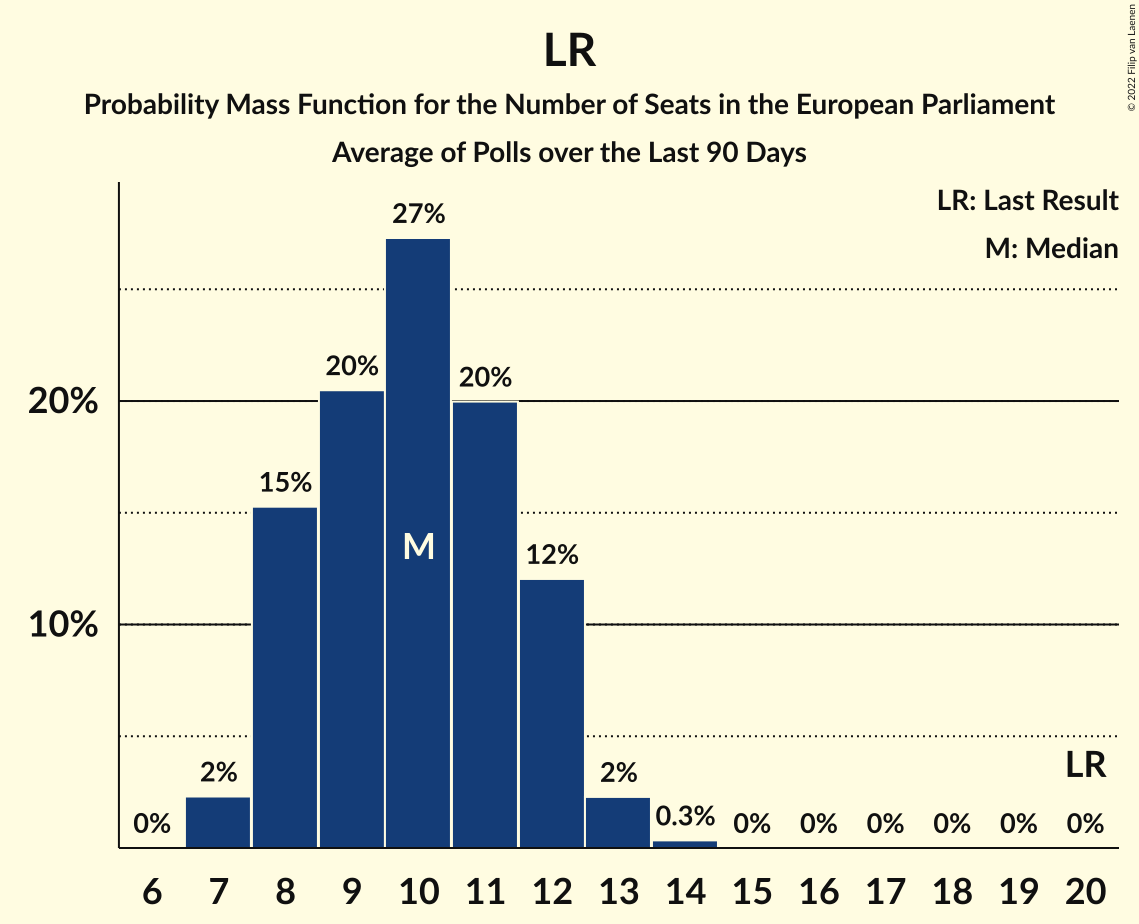 LR
Probability Mass Function for the Number of Seats in the European Parliament
Average of Polls over the Last 90 Days
© 2022 Filip van Laenen
LR: Last Result
M: Median
27%
20%
20%
20%
15%
M
12%
10%
2%
2%
LR
0%
0.3%
0%
0%
0%
0%
0%
0%
6 7 8 9 10 11 12 13 14 15 16 17 18 19 20